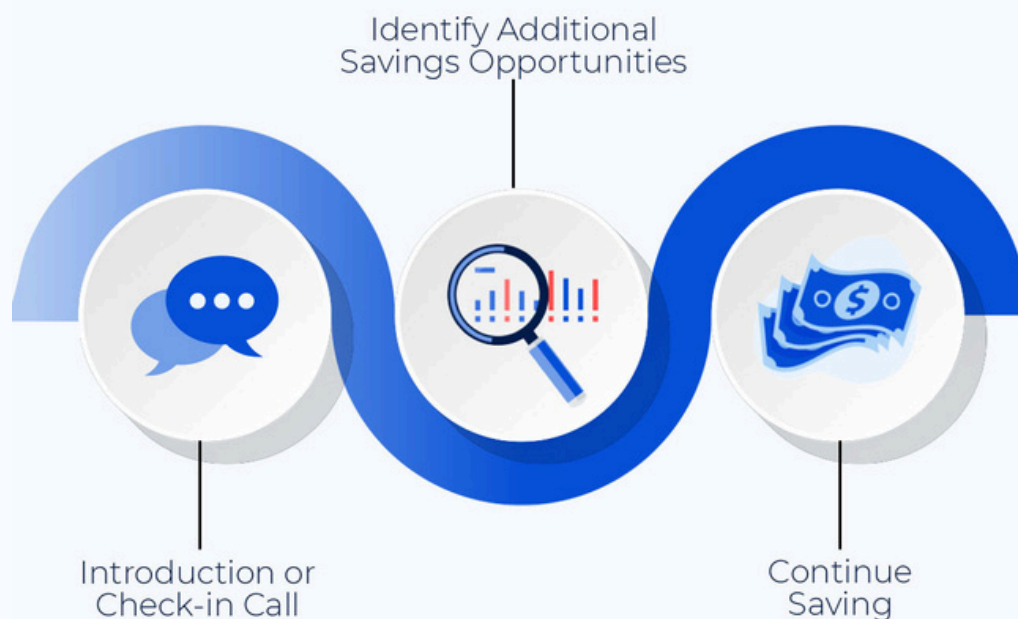 Identify Additional
Savings Opportunities
$
Introduction or
Check-in Call
Continue
Saving